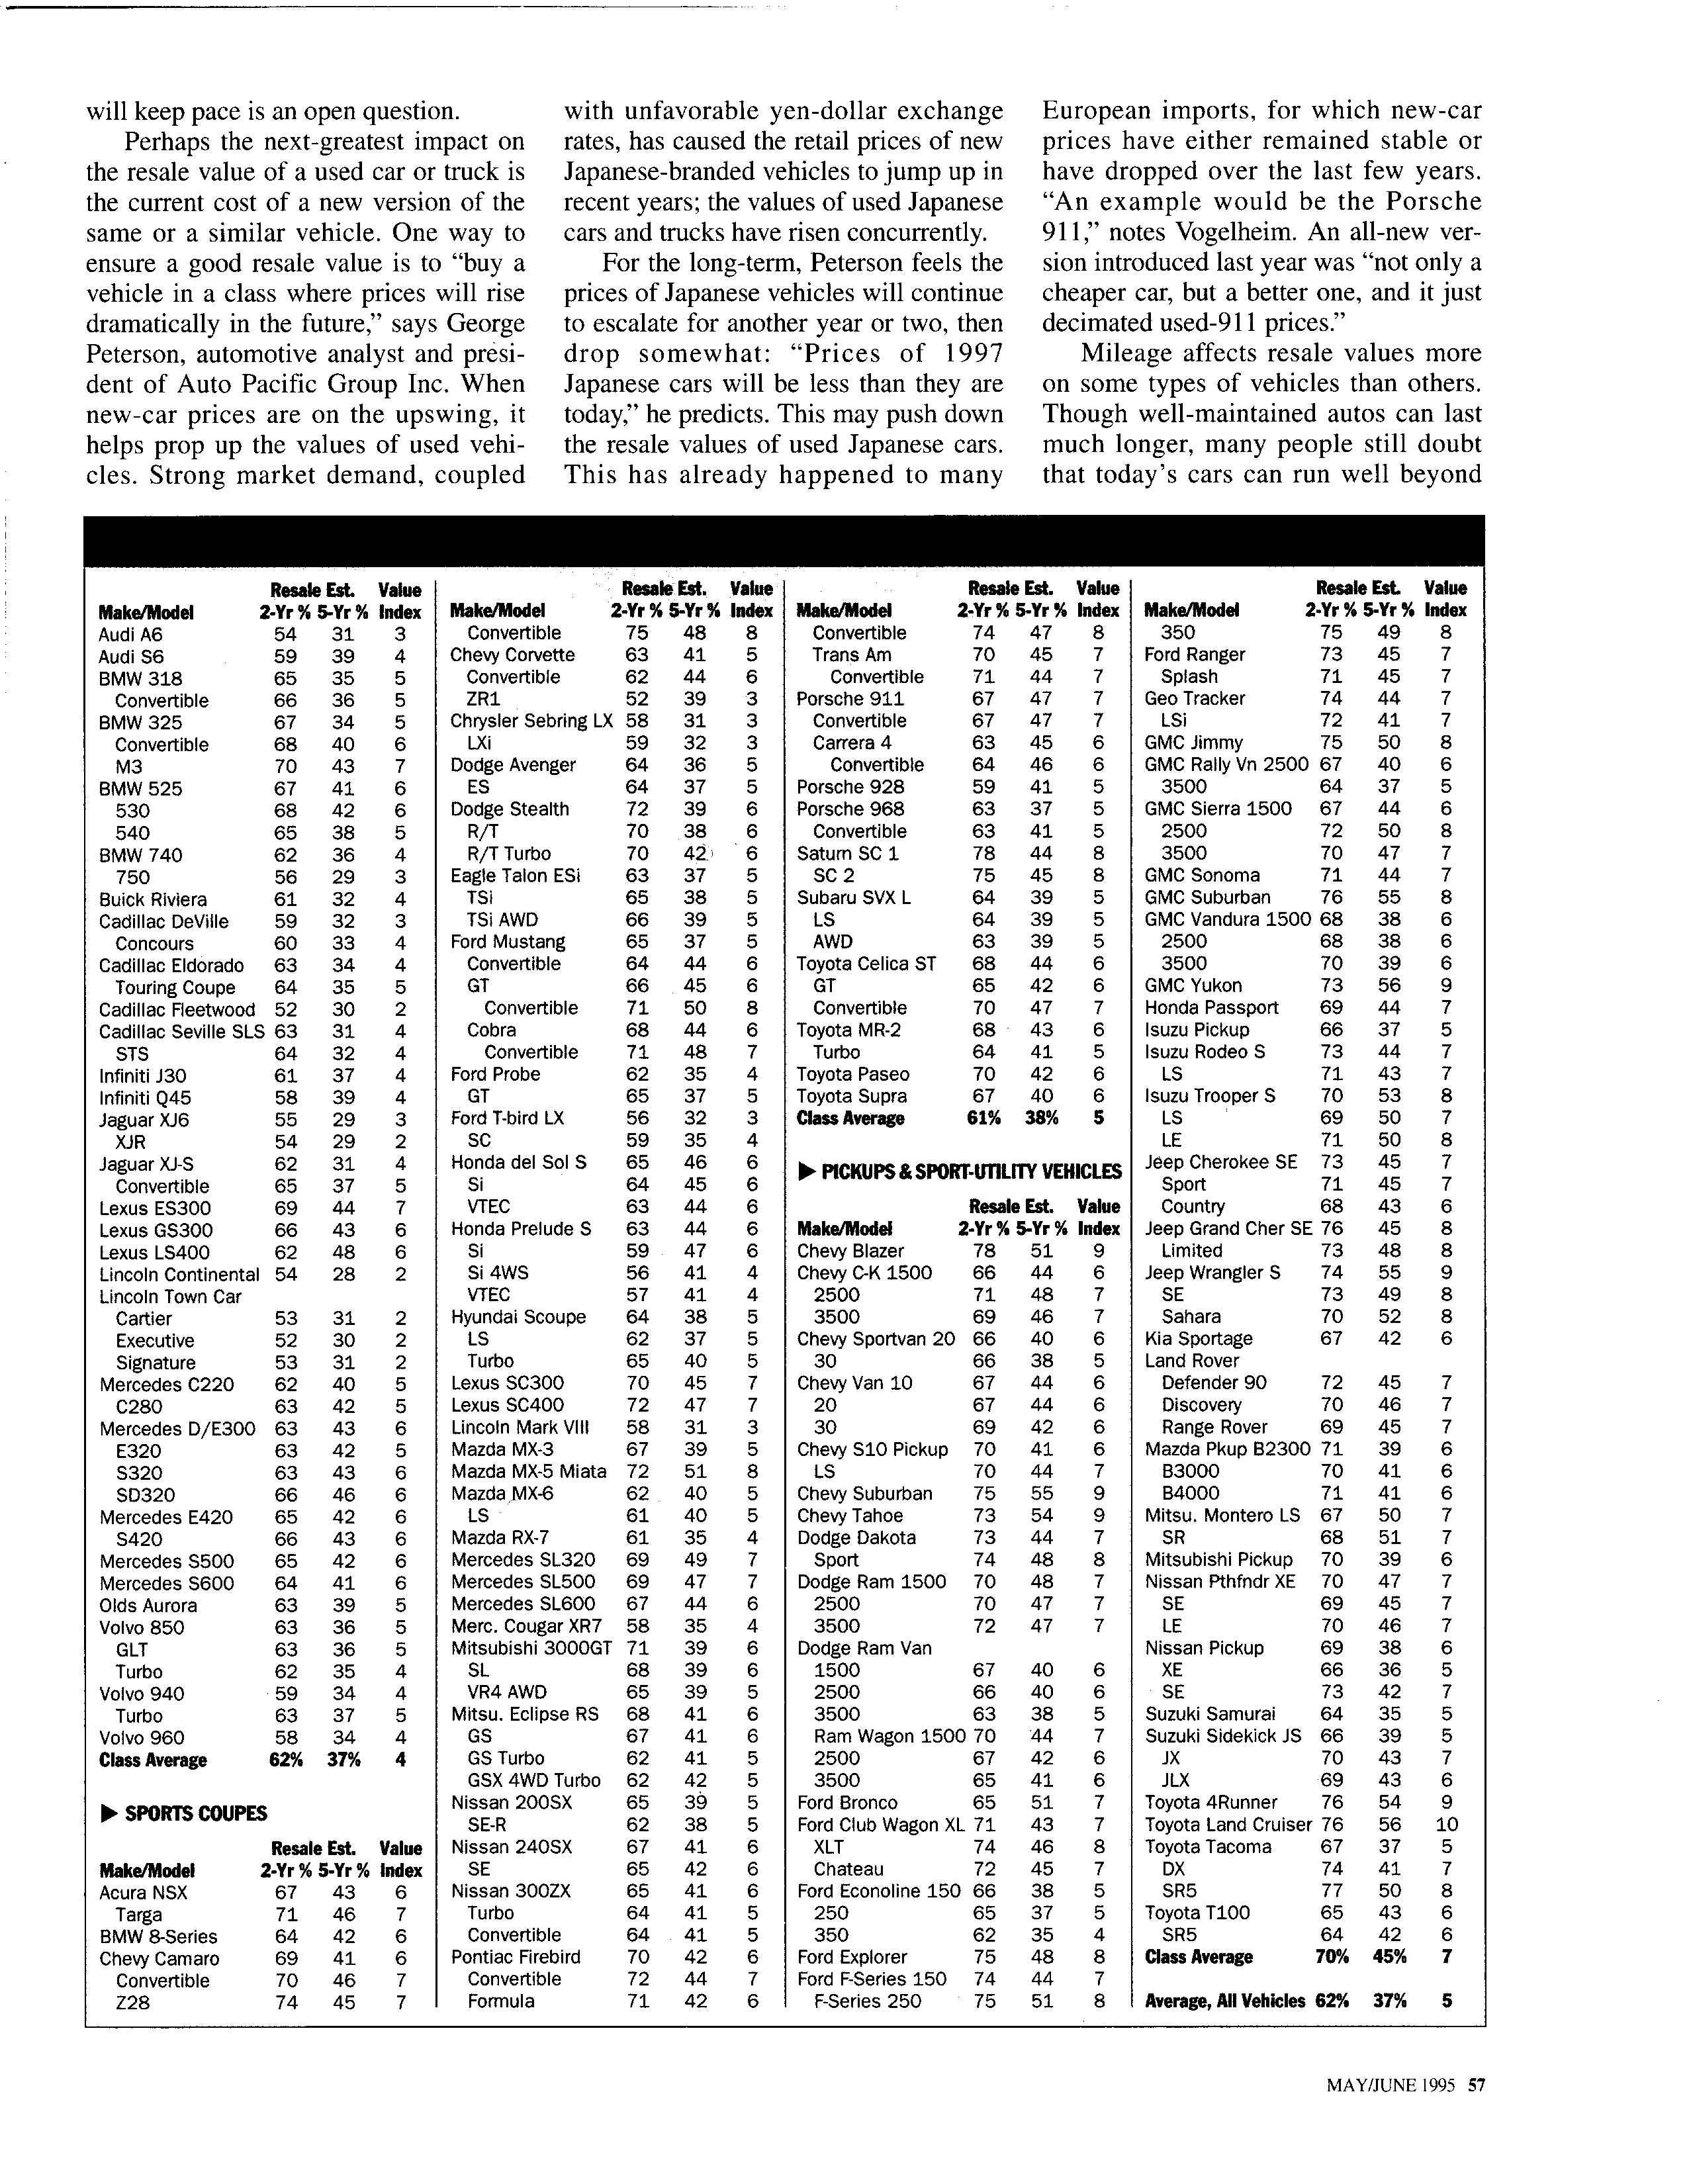 will keep pace is an open question.
Perhaps the next-greatest impact on
the resale value of a used car or truck is
the current cost of a new version of the
same or a similar vehicle. One way to
ensure a good resale value is to “buy a
vehicle in a class where prices will rise
dramatically in the future,” says George
Peterson, automotive analyst and presi-
dent of Auto Pacific Group Inc. When
new-car prices are on the upswing, it
helps prop up the values of used vehi-
cles. Strong market demand, coupled
with unfavorable yen-dollar exchange
rates, has caused the retail prices of new
Japanese-branded vehicles to jump up in
recent years; the values of used Japanese
cars and trucks have risen concurrently.
For the long-term, Peterson feels the
prices of Japanese vehicles will continue
to escalate for another year or two, then
drop somewhat: “Prices of 1997
Japanese cars will be less than they are
today,” he predicts. This may push down
the resale values of used Japanese cars.
This has already happened to many
European imports, for which new-car
prices have either remained stable or
have dropped over the last few years.
“An example would be the Porsche
911,” notes Vogelheim. An all-new ver-
sion introduced last year was “not only a
cheaper car, but a better one, and it just
decimated used-911 prices.”
Mileage affects resale values more
on some types of vehicles than others.
Though well-maintained autos can last
much longer, many people still doubt
that today’s cars can run well beyond
Resale Est. Value
Make/Model 2-Yr % 5-Yr % Index
Audi A6 54 31 3
Audi S6 59 39 4
BMW 318 65 35 5
Convertible 66 36 5
BMW 325 67 34 5
Convertible 68 40 6
M3 70 43 7
BMW 525 67 41 6
530 68 42 6
540 65 38 5
BMW 740 62 36 4
750 56 29 3
Buick Riviera 61 32 4
Cadillac DeVille 59 32 3
Concours 60 33 4
Cadillac Eldorado 63 34 4
Touring Coupe 64 35 5
Cadillac Fleetwood 52 30 2
Cadillac Seville SLS 63 31 4
STS 64 32 4
Infiniti J30 61 37 4
Infiniti Q45 58 39 4
Jaguar XJ6 55 29 3
XJR 54 29 2
Jaguar XJ-S 62 31 4
Convertible 65 37 5
Lexus ES300 69 44 7
Lexus GS300 66 43 6
Lexus LS400 62 48 6
Lincoln Continental 54 28 2
Lincoln Town Car
Cartier 53 31 2
Executive 52 30 2
Signature 53 31 2
Mercedes C220 62 40 5
C280 63 42 5
Mercedes D/E300 63 43 6
E320 63 42 5
S320 63 43 6
SD320 66 46 6
Mercedes E420 65 42 6
S420 66 43 6
Mercedes S500 65 42 6
Mercedes S600 64 41 6
Olds Aurora 63 39 5
Volvo 850 63 36 5
GLT 63 36 5
Turbo 62 35 4
Volvo 940 59 34 4
Turbo 63 37 5
Volvo 960 58 34 4
Class Average 62% 37% 4
▶ SPORTS COUPES
Resale Est. Value
Make/Model 2-Yr % 5-Yr % Index
Acura NSX 67 43 6
Targa 71 46 7
BMW 8-Series 64 42 6
Chevy Camaro 69 41 6
Convertible 70 46 7
Z28 74 45 7
Resale Est. Value
Make/Model 2-Yr % 5-Yr % Index
Convertible 75 48 8
Chevy Corvette 63 41 5
Convertible 62 44 6
ZR1 52 39 3
Chrysler Sebring LX 58 31 3
LXi 59 32 3
Dodge Avenger 64 36 5
ES 64 37 5
Dodge Stealth 72 39 6
R/T 70 38 6
R/T Turbo 70 42 6
Eagle Talon ESi 63 37 5
TSi 65 38 5
TSi AWD 66 39 5
Ford Mustang 65 37 5
Convertible 64 44 6
GT 66 45 6
Convertible 71 50 8
Cobra 68 44 6
Convertible 71 48 7
Ford Probe 62 35 4
GT 65 37 5
Ford T-bird LX 56 32 3
SC 59 35 4
Honda del Sol S 65 46 6
Si 64 45 6
VTEC 63 44 6
Honda Prelude S 63 44 6
Si 59 47 6
Si 4WS 56 41 4
VTEC 57 41 4
Hyundai Scoupe 64 38 5
LS 62 37 5
Turbo 65 40 5
Lexus SC300 70 45 7
Lexus SC400 72 47 7
Lincoln Mark VIII 58 31 3
Mazda MX-3 67 39 5
Mazda MX-5 Miata 72 51 8
Mazda MX-6 62 40 5
LS 61 40 5
Mazda RX-7 61 35 4
Mercedes SL320 69 49 7
Mercedes SL500 69 47 7
Mercedes SL600 67 44 6
Merc. Cougar XR7 58 35 4
Mitsubishi 3000GT 71 39 6
SL 68 39 6
VR4 AWD 65 39 5
Mitsu. Eclipse RS 68 41 6
GS 67 41 6
GS Turbo 62 41 5
GSX 4WD Turbo 62 42 5
Nissan 200SX 65 39 5
SE-R 62 38 5
Nissan 240SX 67 41 6
SE 65 42 6
Nissan 300ZX 65 41 6
Turbo 64 41 5
Convertible 64 41 5
Pontiac Firebird 70 42 6
Convertible 72 44 7
Formula 71 42 6
Resale Est. Value
Make/Model 2-Yr % 5-Yr % Index
Convertible 74 47 8
Trans Am 70 45 7
Convertible 71 44 7
Porsche 911 67 47 7
Convertible 67 47 7
Carrera 4 63 45 6
Convertible 64 46 6
Porsche 928 59 41 5
Porsche 968 63 37 5
Convertible 63 41 5
Saturn SC 1 78 44 8
SC 2 75 45 8
Subaru SVX L 64 39 5
LS 64 39 5
AWD 63 39 5
Toyota Celica ST 68 44 6
GT 65 42 6
Convertible 70 47 7
Toyota MR-2 68 43 6
Turbo 64 41 5
Toyota Paseo 70 42 6
Toyota Supra 67 40 6
Class Average 61% 38% 5
▶ PICKUPS & SPORT-UTILITY VEHICLES
Resale Est. Value
Make/Model 2-Yr % 5-Yr % Index
Chevy Blazer 78 51 9
Chevy C-K 1500 66 44 6
2500 71 48 7
3500 69 46 7
Chevy Sportvan 20 66 40 6
30 66 38 5
Chevy Van 10 67 44 6
20 67 44 6
30 69 42 6
Chevy S10 Pickup 70 41 6
LS 70 44 7
Chevy Suburban 75 55 9
Chevy Tahoe 73 54 9
Dodge Dakota 73 44 7
Sport 74 48 8
Dodge Ram 1500 70 48 7
2500 70 47 7
3500 72 47 7
Dodge Ram Van
1500 67 40 6
2500 66 40 6
3500 63 38 5
Ram Wagon 1500 70 44 7
2500 67 42 6
3500 65 41 6
Ford Bronco 65 51 7
Ford Club Wagon XL 71 43 7
XLT 74 46 8
Chateau 72 45 7
Ford Econoline 150 66 38 5
250 65 37 5
350 62 35 4
Ford Explorer 75 48 8
Ford F-Series 150 74 44 7
F-Series 250 75 51 8
Resale Est. Value
Make/Model 2-Yr % 5-Yr % Index
350 75 49 8
Ford Ranger 73 45 7
Splash 71 45 7
Geo Tracker 74 44 7
LSi 72 41 7
GMC Jimmy 75 50 8
GMC Rally Vn 2500 67 40 6
3500 64 37 5
GMC Sierra 1500 67 44 6
2500 72 50 8
3500 70 47 7
GMC Sonoma 71 44 7
GMC Suburban 76 55 8
GMC Vandura 1500 68 38 6
2500 68 38 6
3500 70 39 6
GMC Yukon 73 56 9
Honda Passport 69 44 7
Isuzu Pickup 66 37 5
Isuzu Rodeo S 73 44 7
LS 71 43 7
Isuzu Trooper S 70 53 8
LS 69 50 7
LE 71 50 8
Jeep Cherokee SE 73 45 7
Sport 71 45 7
Country 68 43 6
Jeep Grand Cher SE 76 45 8
Limited 73 48 8
Jeep Wrangler S 74 55 9
SE 73 49 8
Sahara 70 52 8
Kia Sportage 67 42 6
Land Rover
Defender 90 72 45 7
Discovery 70 46 7
Range Rover 69 45 7
Mazda Pkup B2300 71 39 6
B3000 70 41 6
B4000 71 41 6
Mitsu. Montero LS 67 50 7
SR 68 51 7
Mitsubishi Pickup 70 39 6
Nissan Pthfndr XE 70 47 7
SE 69 45 7
LE 70 46 7
Nissan Pickup 69 38 6
XE 66 36 5
SE 73 42 7
Suzuki Samurai 64 35 5
Suzuki Sidekick JS 66 39 5
JX 70 43 7
JLX 69 43 6
Toyota 4Runner 76 54 9
Toyota Land Cruiser 76 56 10
Toyota Tacoma 67 37 5
DX 74 41 7
SR5 77 50 8
Toyota T100 65 43 6
SR5 64 42 6
Class Average 70% 45% 7
Average, All Vehicles 62% 37% 5
MAY/JUNE 1995 57